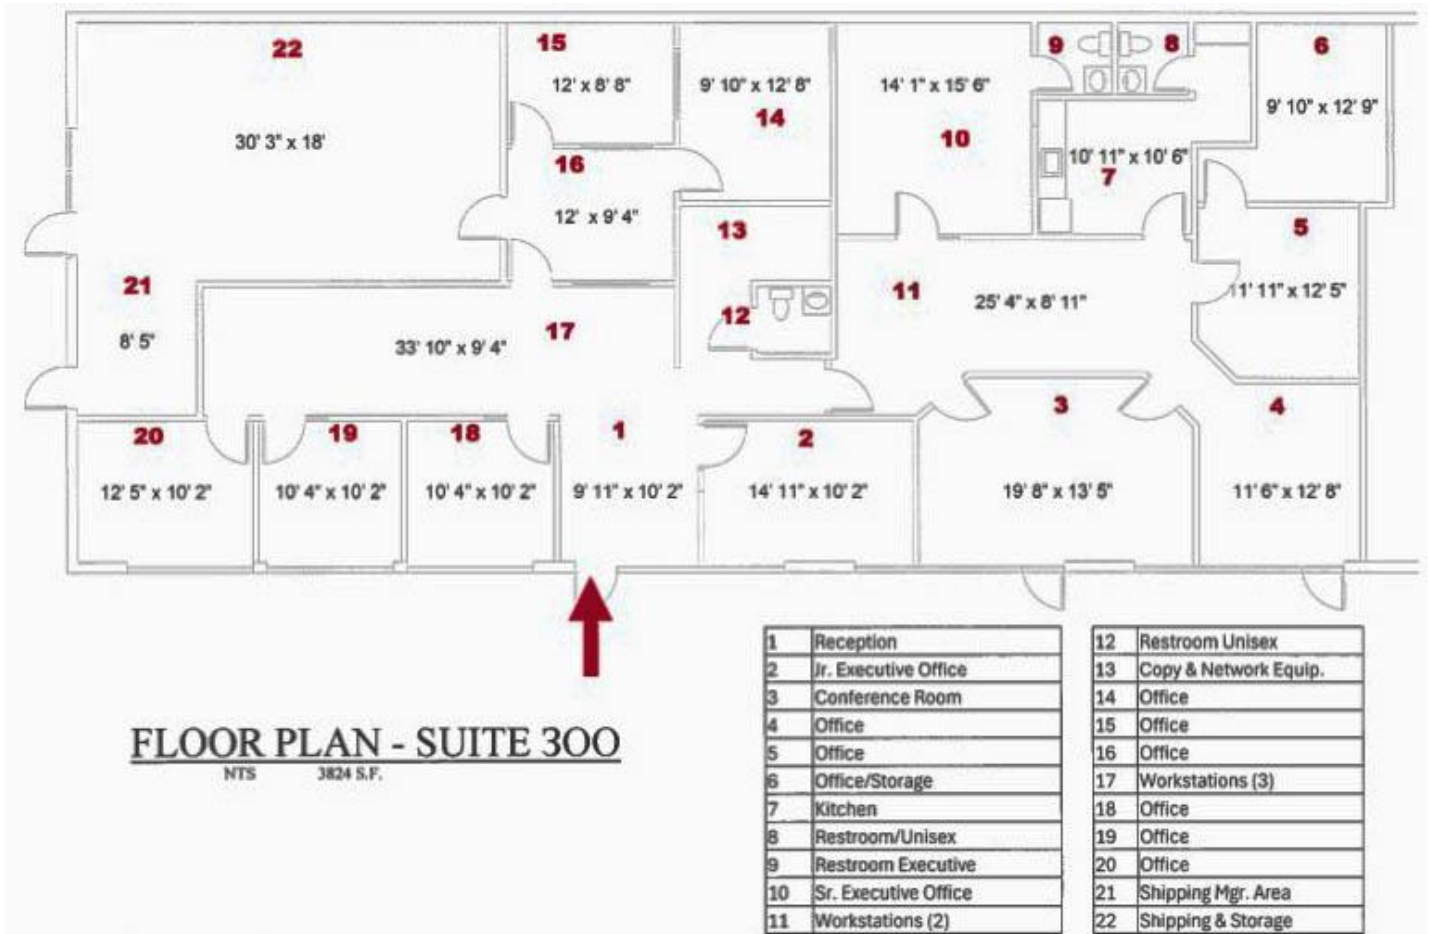 22
15
9
8
6
12' x 8' 8"
9' 10" x 12' 8"
14' 1" x 15' 6"
9' 10" x 12' 9"
14
10
30' 3" x 18'
16
10' 11" x 10' 6"
7
12' x 9' 4"
13
5
21
11
11' 11" x 12' 5"
25' 4" x 8' 11"
12
17
8' 5"
33' 10" x 9' 4"
3
4
20
19
18
1
2
12' 5" x 10' 2"
10' 4" x 10' 2"
10' 4" x 10' 2"
9' 11" x 10' 2"
14' 11" x 10' 2"
19' 8" x 13' 5"
11' 6" x 12' 8"
FLOOR PLAN - SUITE 300
NTS 3824 S.F.
1 Reception
2 Jr. Executive Office
3 Conference Room
4 Office
5 Office
6 Office/Storage
7 Kitchen
8 Restroom/Unisex
9 Restroom Executive
10 Sr. Executive Office
11 Workstations (2)
12 Restroom Unisex
13 Copy & Network Equip.
14 Office
15 Office
16 Office
17 Workstations (3)
18 Office
19 Office
20 Office
21 Shipping Mgr. Area
22 Shipping & Storage